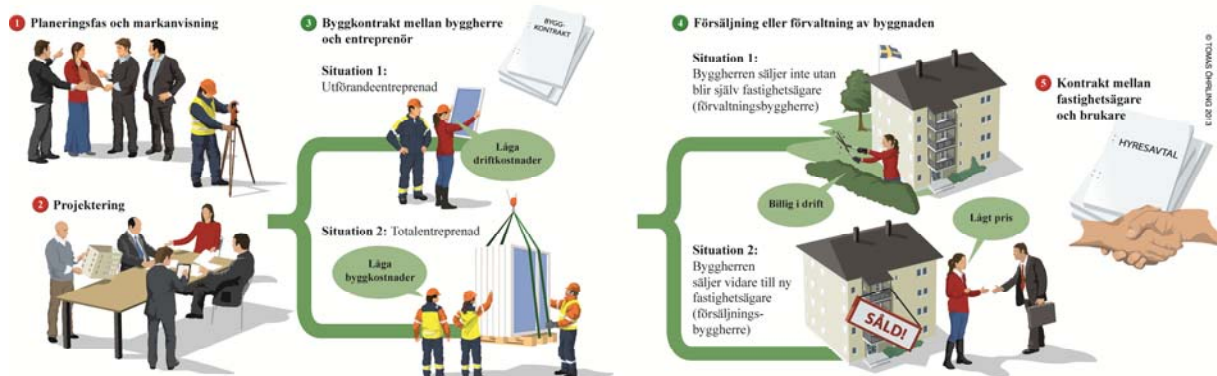 1 Planeringsfas och markanvisning
2 Projektering
3 Byggkontrakt mellan byggherre
och entreprenör
BYGG-
KONTRAKT
Situation 1:
Utförandeentreprenad
Låga
driftkostnader
Situation 2: Totalentreprenad
Låga
byggkostnader
4 Försäljning eller förvaltning av byggnaden
Situation 1:
Byggherren säljer inte utan
blir själv fastighetsägare
(förvaltningsbyggherre)
Billig i drift
Situation 2:
Byggherren
säljer vidare till ny
fastighetsägare
(försäljnings-
byggherre)
SÅLD!
Lågt pris
5 Kontrakt mellan
fastighetsägare
och brukare
HYRESAVTAL
© TOMAS ÖHRLING 2013